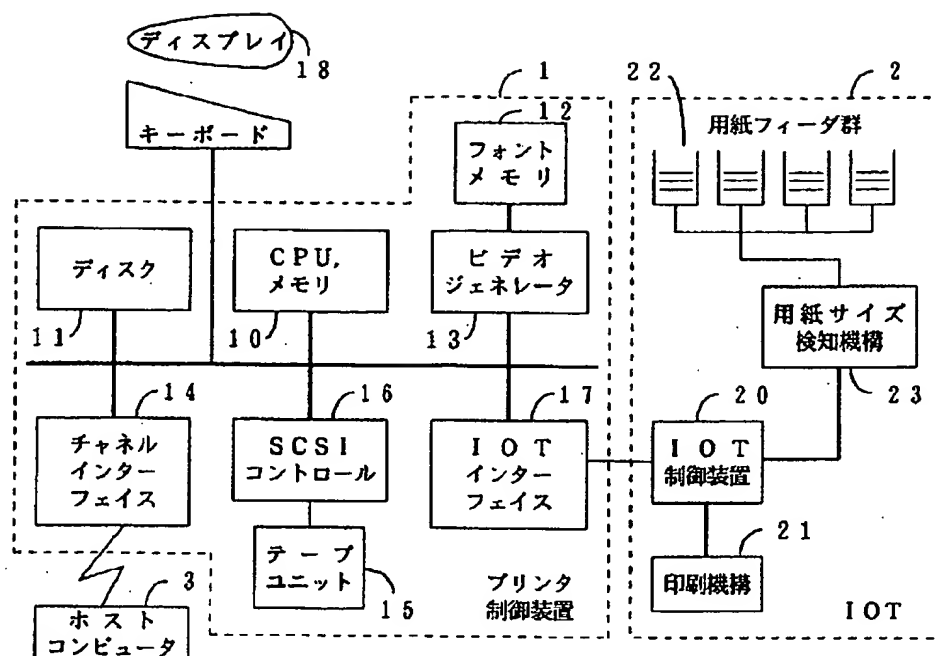 ディスプレイ
18
キーボード
1
12
フォント
メモリ
22
2
用紙フィーダ群
ディスク
11
CPU,
メモリ
10
ビデオ
ジェネレータ
13
用紙サイズ
検知機構
23
14
チャネル
インター
フェイス
16
SCSI
コントロール
17
IOT
インター
フェイス
20
IOT
制御装置
テープ
ユニット
15
プリンタ
制御装置
21
印刷機構
IOT
3
ホスト
コンピュータ